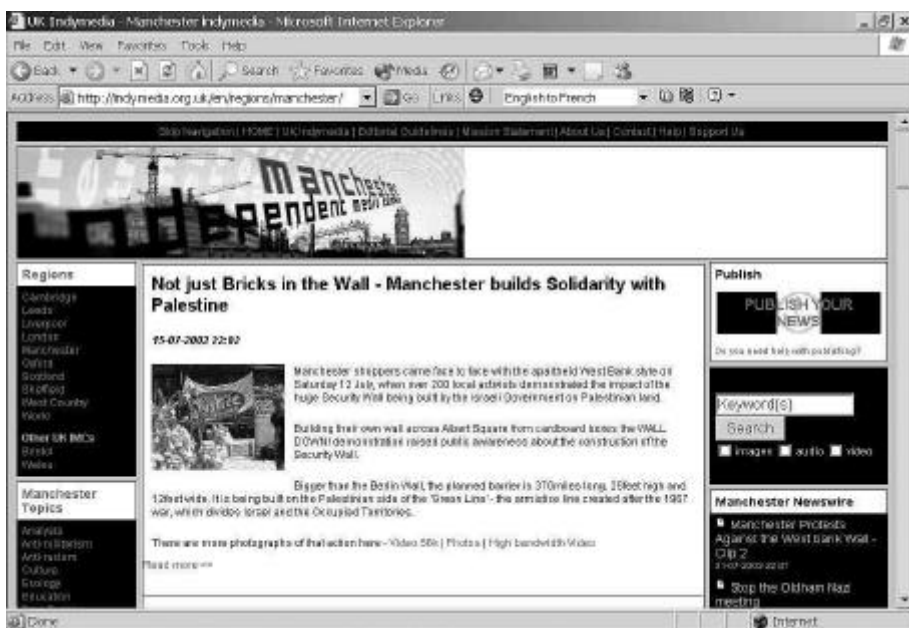 UK Indymedia - Manchester Indymedia - Microsoft Internet Explorer
File Edit View Favorites Tools Help
Back Search Favorites Media
Address http://indymedia.org.uk/en/regions/manchester/ Go Links English to French
Skip Navigation | HOME | UK Indymedia | Editorial Guidelines | Mission Statement | About Us | Contact | Help | Support Us
manchester
independent media centre
Regions
Cambridge
Leeds
Liverpool
London
Manchester
Oxford
Scotland
Sheffield
West Country
World
Other UK IMCs
Bristol
Wales
Manchester
Topics
Analysis
Anti-militarism
Anti-racism
Culture
Ecology
Education
Not just Bricks in the Wall - Manchester builds Solidarity with
Palestine
15-07-2003 22:02
Manchester shoppers came face to face with the apartheid West Bank style on
Saturday 12 July, when over 200 local activists demonstrated the impact of the
huge Security Wall being built by the Israeli Government on Palestinian land.
Building their own wall across Albert Square from cardboard boxes the WALL
DOWN! demonstration raised public awareness about the construction of the
Security Wall.
Bigger than the Berlin Wall, the planned barrier is 370miles long, 25feet high and
12feet wide. It is being built on the Palestinian side of the 'Green Line' - the armistice line created after the 1967
war, which divides Israel and the Occupied Territories.
There are more photographs of that action here - Video 56k | Photos | High bandwidth Video
Read more >>
Publish
PUBLISH YOUR
NEWS
Do you need help with publishing?
Keyword(s)
Search
images audio video
Manchester Newswire
Manchester Protests
Against the West bank Wall -
Clip 2
Stop the Oldham Nazi
meeting
Done Internet